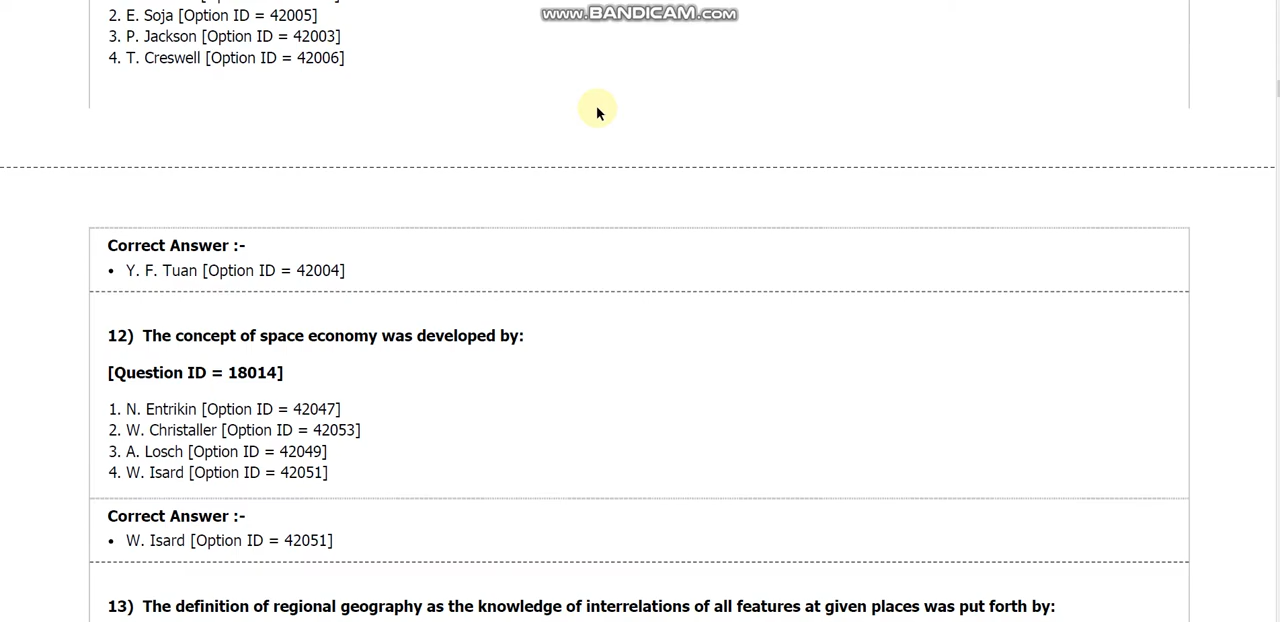 www.BANDICAM.com
2. E. Soja [Option ID = 42005]
3. P. Jackson [Option ID = 42003]
4. T. Creswell [Option ID = 42006]
Correct Answer :-
• Y. F. Tuan [Option ID = 42004]
12) The concept of space economy was developed by:
[Question ID = 18014]
1. N. Entrikin [Option ID = 42047]
2. W. Christaller [Option ID = 42053]
3. A. Losch [Option ID = 42049]
4. W. Isard [Option ID = 42051]
Correct Answer :-
• W. Isard [Option ID = 42051]
13) The definition of regional geography as the knowledge of interrelations of all features at given places was put forth by: